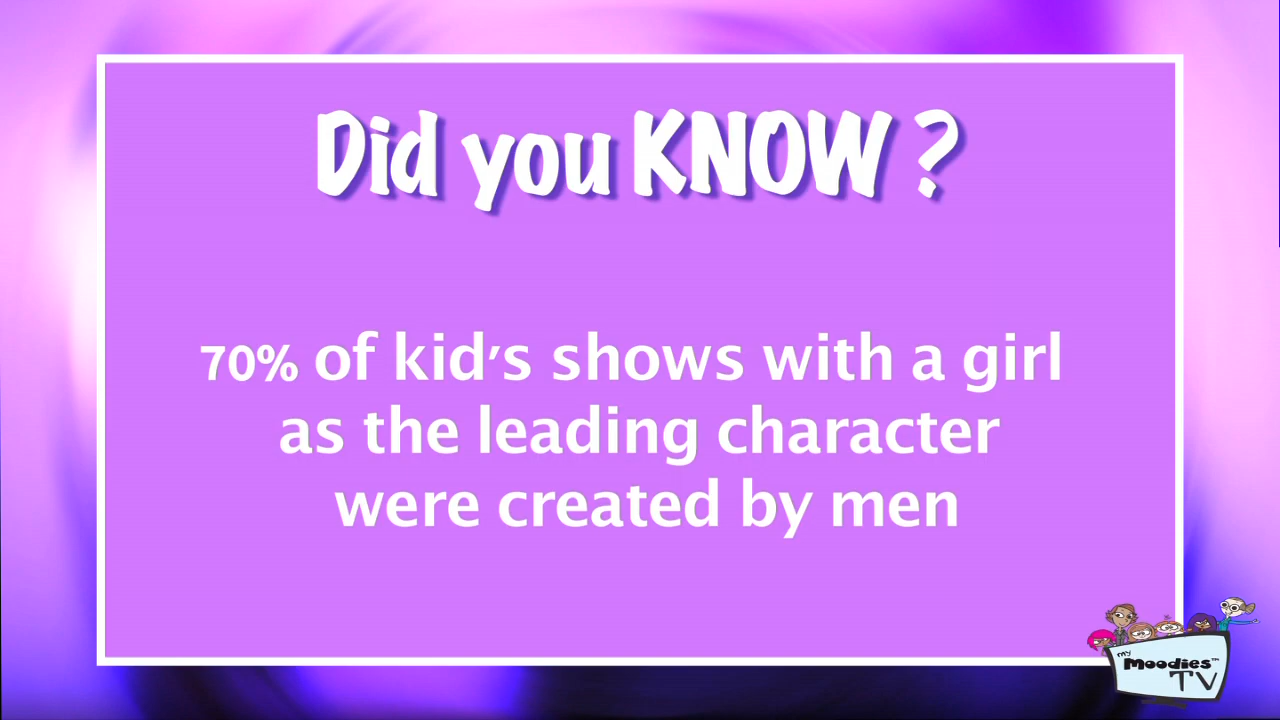 Did you KNOW ?
70% of kid's shows with a girl
as the leading character
were created by men
my
Moodies™
TV